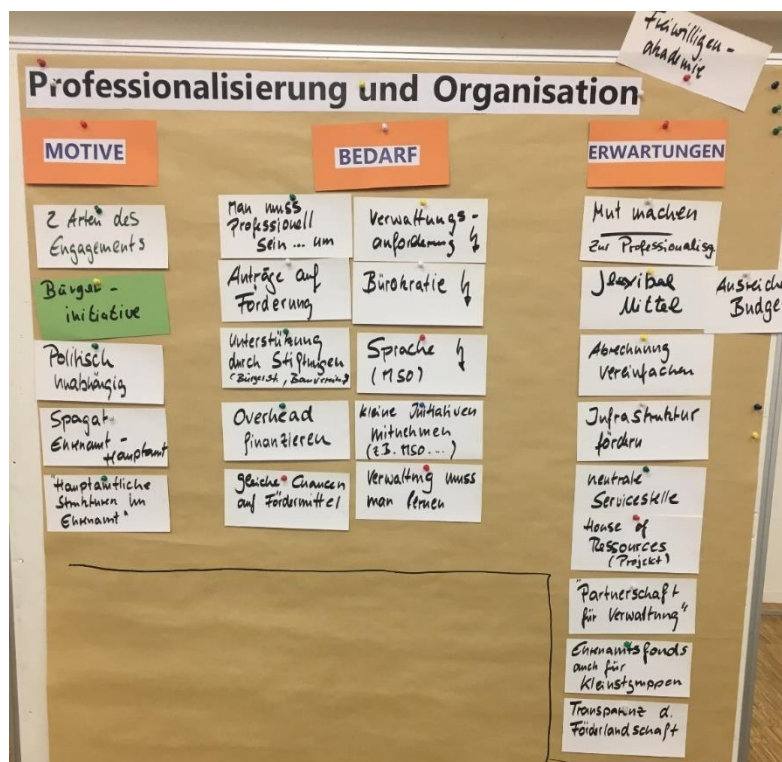 Freiwilligen-
akademie
Professionalisierung und Organisation
MOTIVE
2 Arten des
Engagements
Bürger-
initiative
Politisch
unabhängig
Spagat
Ehrenamt-
Hauptamt
"Hauptamtliche
Strukturen im
Ehrenamt"
BEDARF
Man muss
Professionell
Sein ... um
Anträge auf
Förderung
Unterstützung
durch Stiftungen
(Bürgerst., Bauverein)
Overhead
finanzieren
gleiche Chancen
auf Fördermittel
Verwaltungs-
anforderung
Bürokratie
Sprache
(MSO)
kleine Initiativen
mitnehmen
(z.B. MSO ...)
Verwaltung muss
man lernen
ERWARTUNGEN
Mut machen
zur Professionalisg
flexibel
Mittel
Ausreiche
Budge
Abrechnung
vereinfachen
Infrastruktur
fördern
neutrale
Servicestelle
House of
Ressources
(Projekt)
"Partnerschaft
für Verwaltung"
Ehrenamtsfonds
auch für
Kleinstgruppen
Transparenz d.
Förderlandschaft